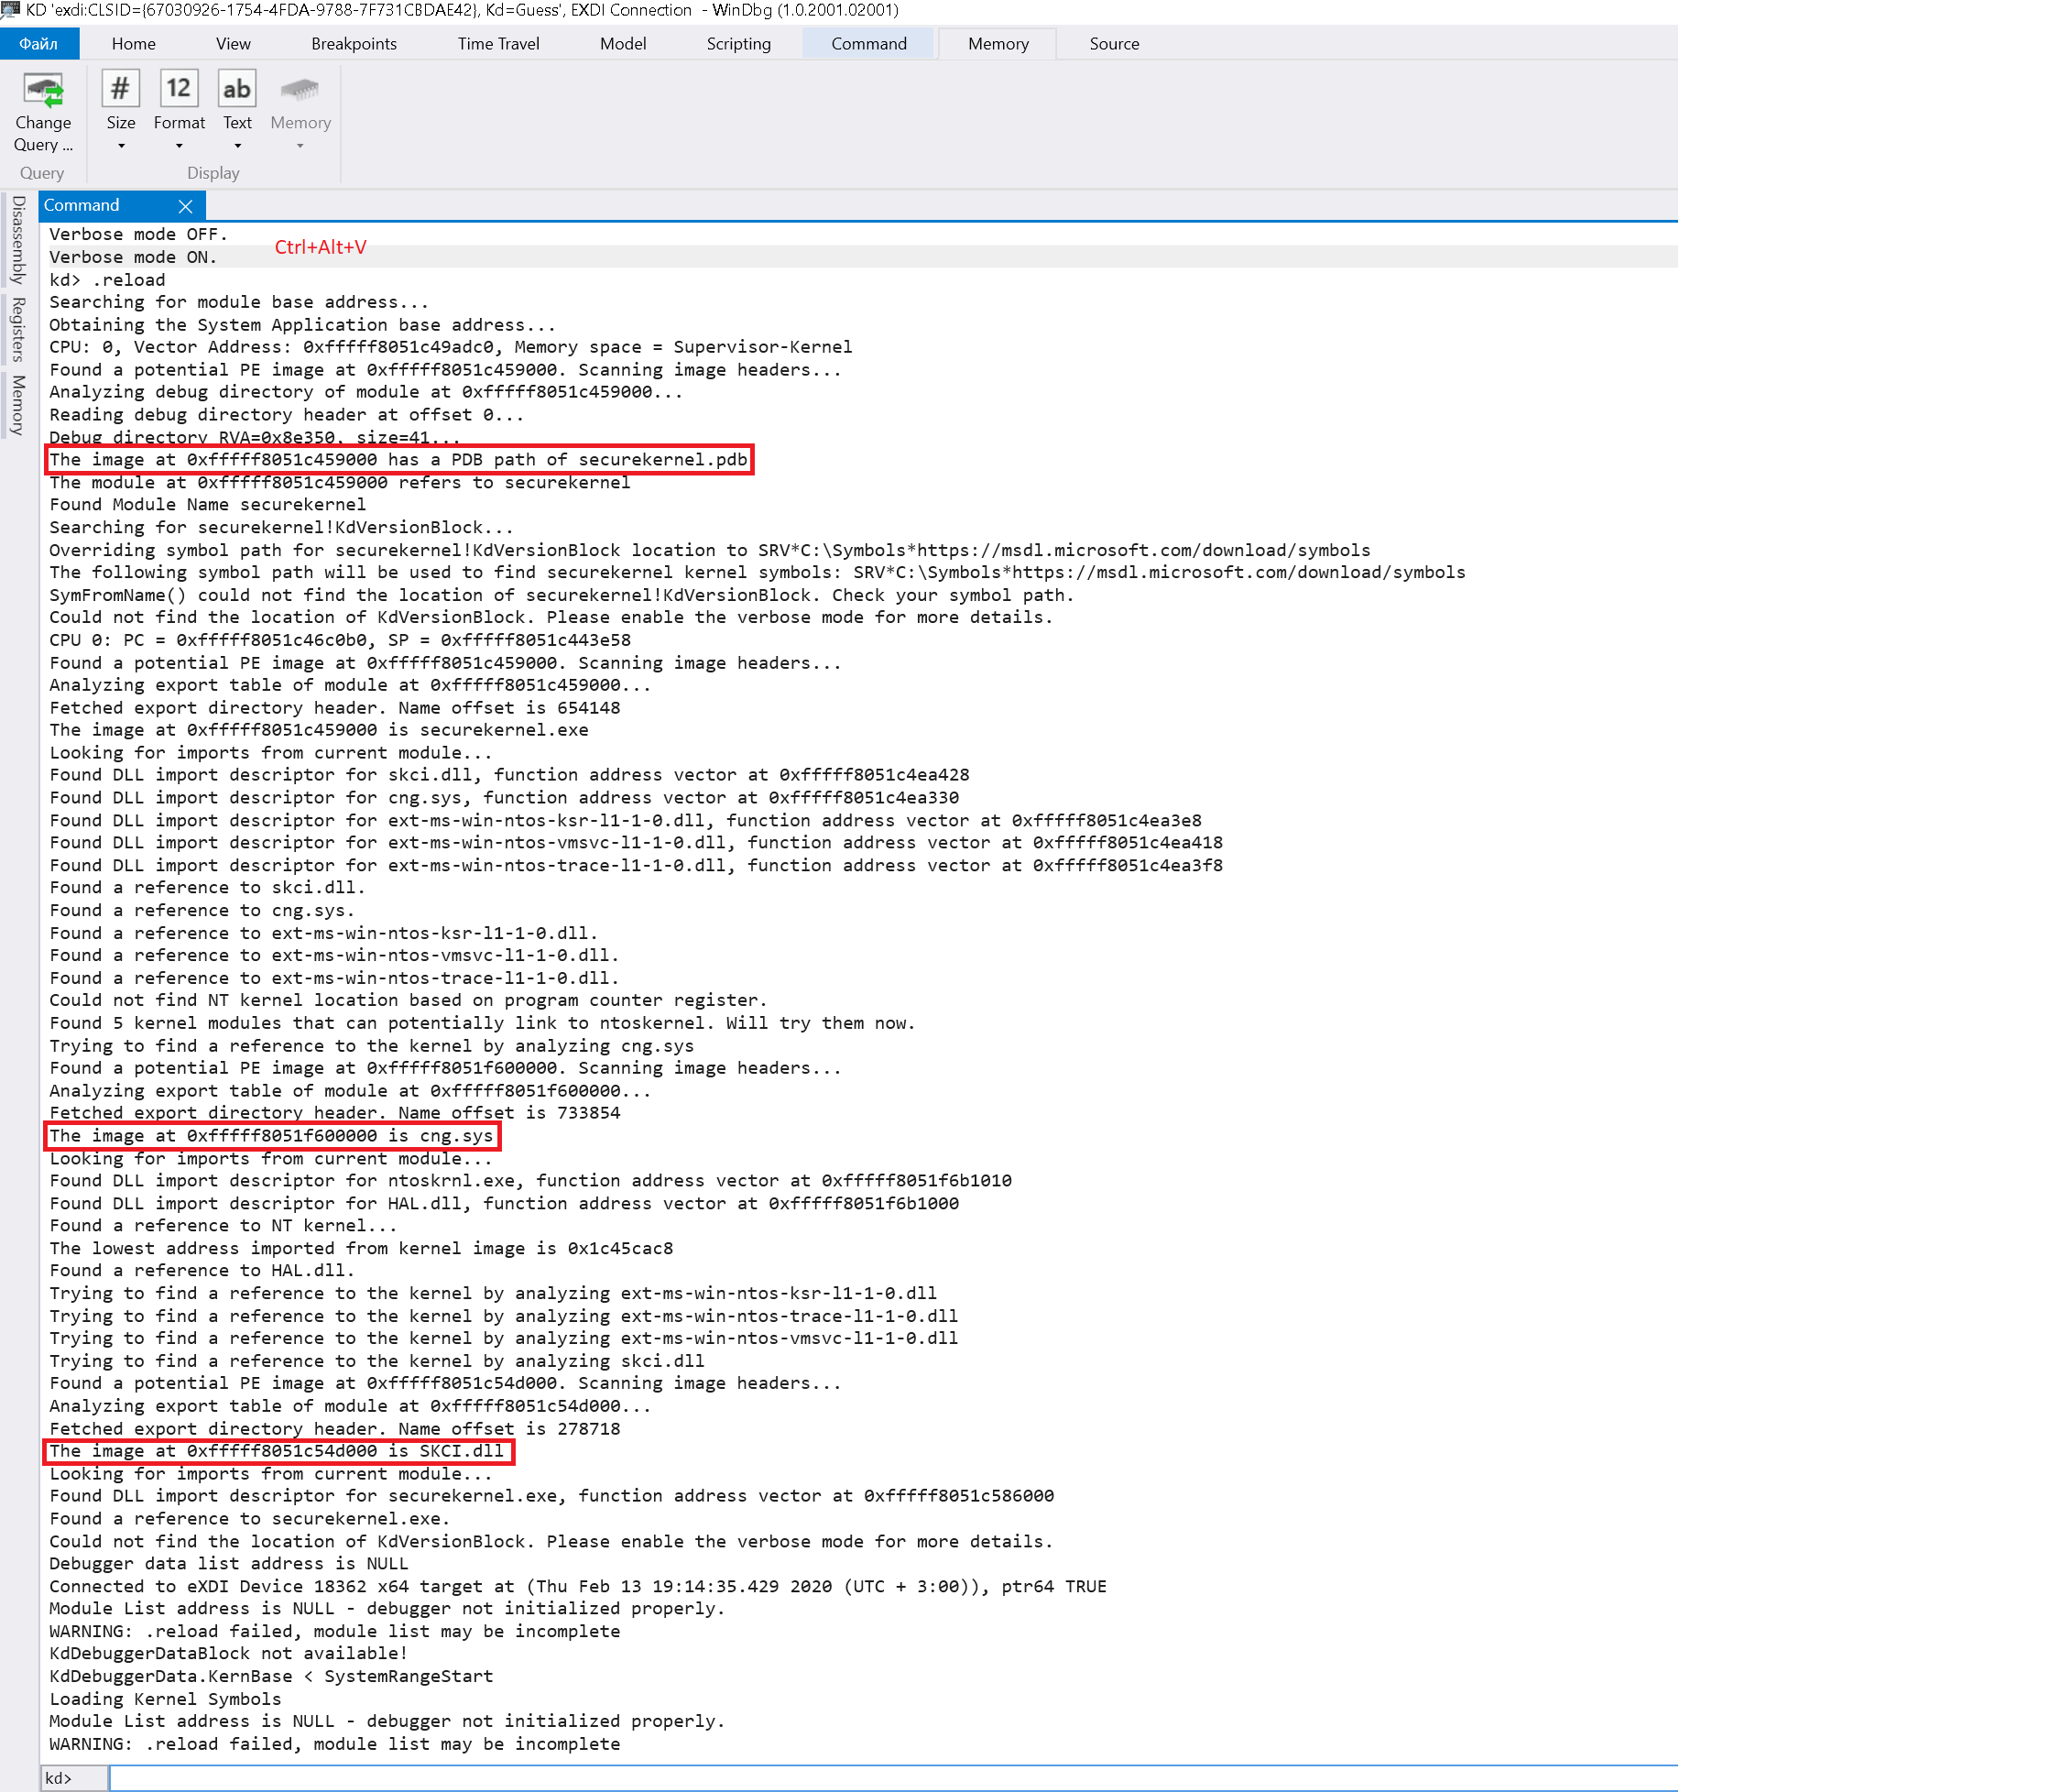 KD 'exdi:CLSID={67030926-1754-4FDA-9788-7F731CBDAE42}, Kd=Guess', EXDI Connection - WinDbg (1.0.2001.02001)
Файл Home View Breakpoints Time Travel Model Scripting Command Memory Source
# 12 ab
Change Query ... Size Format Text Memory
Query Display
Disassembly
Registers
Memory
Command
Verbose mode OFF.
Ctrl+Alt+V
Verbose mode ON.
kd> .reload
Searching for module base address...
Obtaining the System Application base address...
CPU: 0, Vector Address: 0xfffff8051c49adc0, Memory space = Supervisor-Kernel
Found a potential PE image at 0xfffff8051c459000. Scanning image headers...
Analyzing debug directory of module at 0xfffff8051c459000...
Reading debug directory header at offset 0...
Debug directory RVA=0x8e350, size=41...
The image at 0xfffff8051c459000 has a PDB path of securekernel.pdb
The module at 0xfffff8051c459000 refers to securekernel
Found Module Name securekernel
Searching for securekernel!KdVersionBlock...
Overriding symbol path for securekernel!KdVersionBlock location to SRV*C:\Symbols*https://msdl.microsoft.com/download/symbols
The following symbol path will be used to find securekernel kernel symbols: SRV*C:\Symbols*https://msdl.microsoft.com/download/symbols
SymFromName() could not find the location of securekernel!KdVersionBlock. Check your symbol path.
Could not find the location of KdVersionBlock. Please enable the verbose mode for more details.
CPU 0: PC = 0xfffff8051c46c0b0, SP = 0xfffff8051c443e58
Found a potential PE image at 0xfffff8051c459000. Scanning image headers...
Analyzing export table of module at 0xfffff8051c459000...
Fetched export directory header. Name offset is 654148
The image at 0xfffff8051c459000 is securekernel.exe
Looking for imports from current module...
Found DLL import descriptor for skci.dll, function address vector at 0xfffff8051c4ea428
Found DLL import descriptor for cng.sys, function address vector at 0xfffff8051c4ea330
Found DLL import descriptor for ext-ms-win-ntos-ksr-l1-1-0.dll, function address vector at 0xfffff8051c4ea3e8
Found DLL import descriptor for ext-ms-win-ntos-vmsvc-l1-1-0.dll, function address vector at 0xfffff8051c4ea418
Found DLL import descriptor for ext-ms-win-ntos-trace-l1-1-0.dll, function address vector at 0xfffff8051c4ea3f8
Found a reference to skci.dll.
Found a reference to cng.sys.
Found a reference to ext-ms-win-ntos-ksr-l1-1-0.dll.
Found a reference to ext-ms-win-ntos-vmsvc-l1-1-0.dll.
Found a reference to ext-ms-win-ntos-trace-l1-1-0.dll.
Could not find NT kernel location based on program counter register.
Found 5 kernel modules that can potentially link to ntoskernel. Will try them now.
Trying to find a reference to the kernel by analyzing cng.sys
Found a potential PE image at 0xfffff8051f600000. Scanning image headers...
Analyzing export table of module at 0xfffff8051f600000...
Fetched export directory header. Name offset is 733854
The image at 0xfffff8051f600000 is cng.sys
Looking for imports from current module...
Found DLL import descriptor for ntoskrnl.exe, function address vector at 0xfffff8051f6b1010
Found DLL import descriptor for HAL.dll, function address vector at 0xfffff8051f6b1000
Found a reference to NT kernel...
The lowest address imported from kernel image is 0x1c45cac8
Found a reference to HAL.dll.
Trying to find a reference to the kernel by analyzing ext-ms-win-ntos-ksr-l1-1-0.dll
Trying to find a reference to the kernel by analyzing ext-ms-win-ntos-trace-l1-1-0.dll
Trying to find a reference to the kernel by analyzing ext-ms-win-ntos-vmsvc-l1-1-0.dll
Trying to find a reference to the kernel by analyzing skci.dll
Found a potential PE image at 0xfffff8051c54d000. Scanning image headers...
Analyzing export table of module at 0xfffff8051c54d000...
Fetched export directory header. Name offset is 278718
The image at 0xfffff8051c54d000 is SKCI.dll
Looking for imports from current module...
Found DLL import descriptor for securekernel.exe, function address vector at 0xfffff8051c586000
Found a reference to securekernel.exe.
Could not find the location of KdVersionBlock. Please enable the verbose mode for more details.
Debugger data list address is NULL
Connected to eXDI Device 18362 x64 target at (Thu Feb 13 19:14:35.429 2020 (UTC + 3:00)), ptr64 TRUE
Module List address is NULL - debugger not initialized properly.
WARNING: .reload failed, module list may be incomplete
KdDebuggerDataBlock not available!
KdDebuggerData.KernBase < SystemRangeStart
Loading Kernel Symbols
Module List address is NULL - debugger not initialized properly.
WARNING: .reload failed, module list may be incomplete
kd>